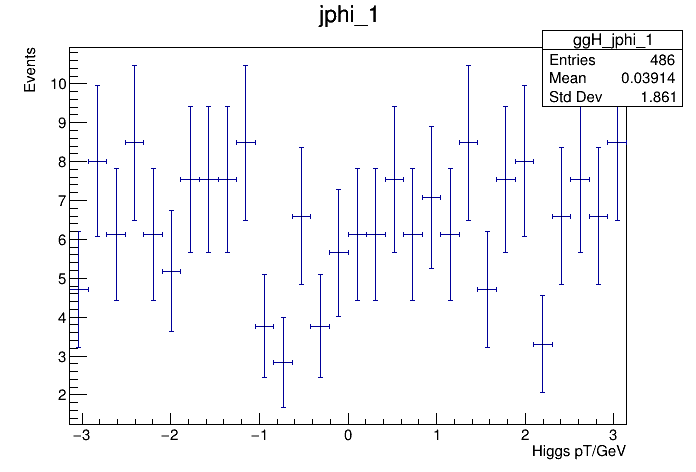 jphi_1
ggH_jphi_1
Entries 486
Mean 0.03914
Std Dev 1.861
Events
10
9
8
7
6
5
4
3
2
−3 −2 −1 0 1 2 3
Higgs pT/GeV